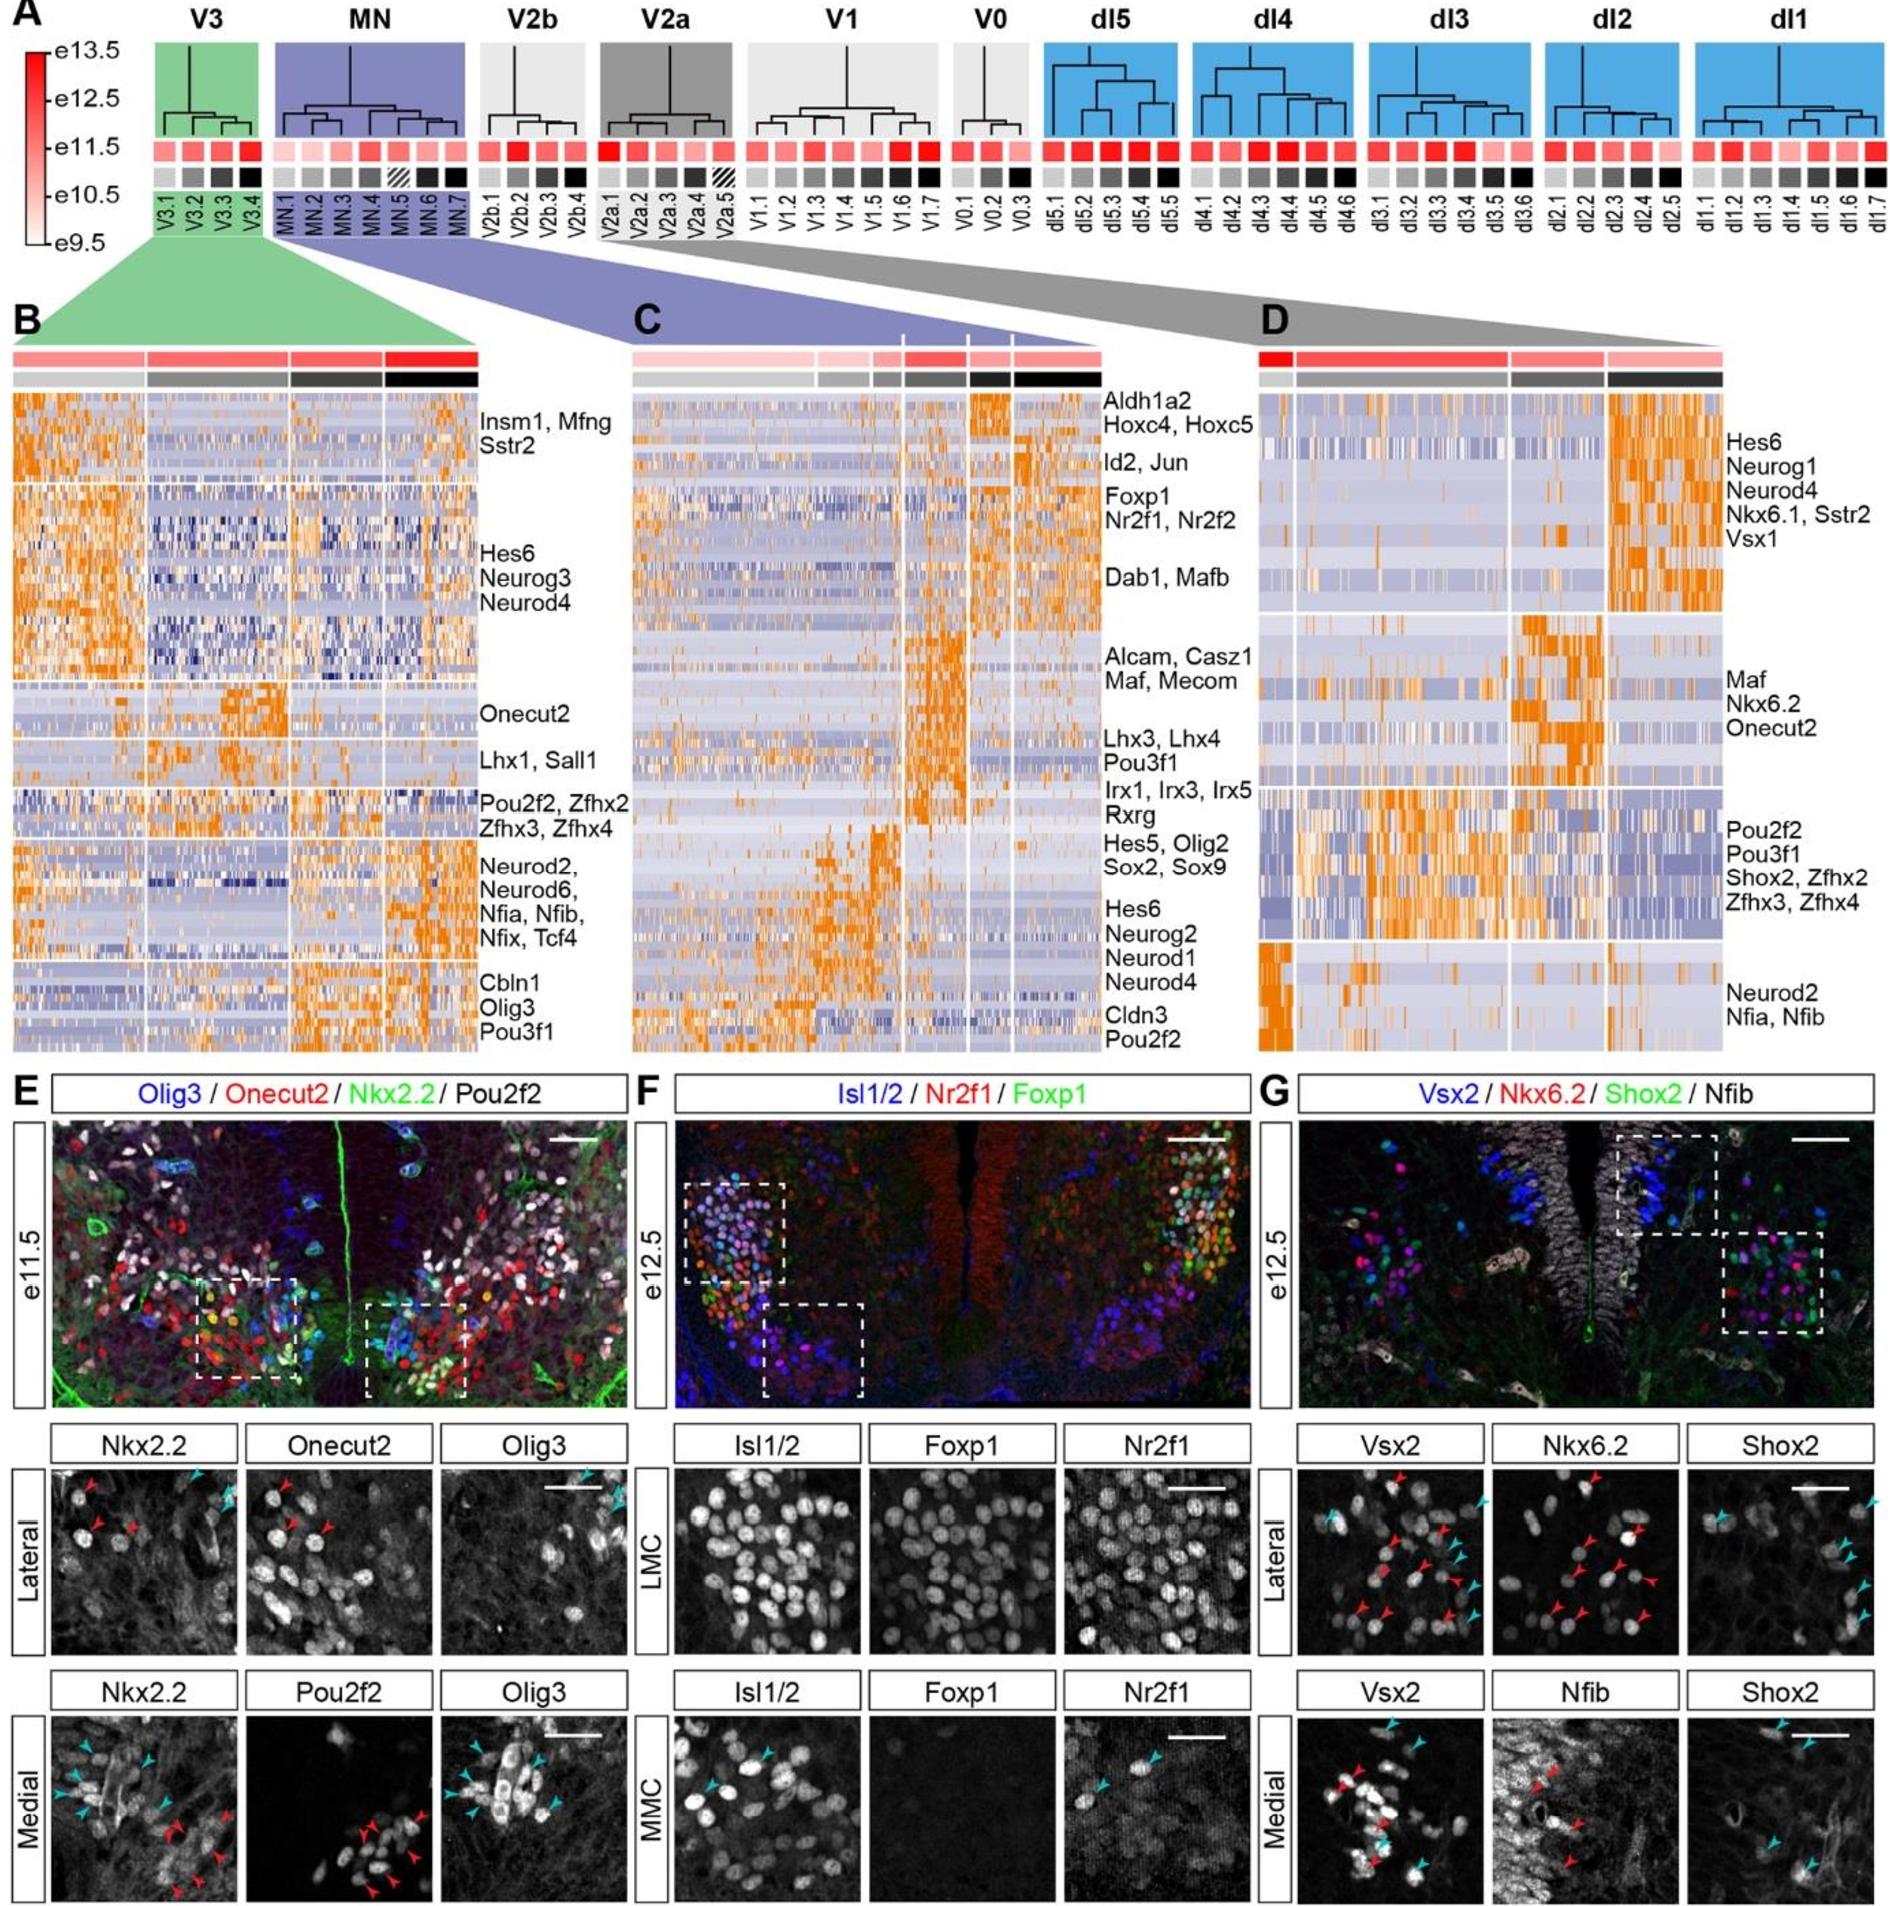 A
V3 MN V2b V2a V1 V0 dI5 dI4 dI3 dI2 dI1
e13.5
e12.5
e11.5
e10.5
e9.5
V3.1 V3.2 V3.3 V3.4 MN.1 MN.2 MN.3 MN.4 MN.5 MN.6 MN.7 V2b.1 V2b.2 V2b.3 V2b.4 V2a.1 V2a.2 V2a.3 V2a.4 V2a.5 V1.1 V1.2 V1.3 V1.4 V1.5 V1.6 V1.7 V0.1 V0.2 V0.3 dI5.1 dI5.2 dI5.3 dI5.4 dI5.5 dI4.1 dI4.2 dI4.3 dI4.4 dI4.5 dI4.6 dI3.1 dI3.2 dI3.3 dI3.4 dI3.5 dI3.6 dI2.1 dI2.2 dI2.3 dI2.4 dI2.5 dI1.1 dI1.2 dI1.3 dI1.4 dI1.5 dI1.6 dI1.7
B
Insm1, Mfng
Sstr2
Hes6
Neurog3
Neurod4
Onecut2
Lhx1, Sall1
Pou2f2, Zfhx2
Zfhx3, Zfhx4
Neurod2,
Neurod6,
Nfia, Nfib,
Nfix, Tcf4
Cbln1
Olig3
Pou3f1
C
Aldh1a2
Hoxc4, Hoxc5
Id2, Jun
Foxp1
Nr2f1, Nr2f2
Dab1, Mafb
Alcam, Casz1
Maf, Mecom
Lhx3, Lhx4
Pou3f1
Irx1, Irx3, Irx5
Rxrg
Hes5, Olig2
Sox2, Sox9
Hes6
Neurog2
Neurod1
Neurod4
Cldn3
Pou2f2
D
Hes6
Neurog1
Neurod4
Nkx6.1, Sstr2
Vsx1
Maf
Nkx6.2
Onecut2
Pou2f2
Pou3f1
Shox2, Zfhx2
Zfhx3, Zfhx4
Neurod2
Nfia, Nfib
E
Olig3 / Onecut2 / Nkx2.2 / Pou2f2
e11.5
Nkx2.2 Onecut2 Olig3
Lateral
Nkx2.2 Pou2f2 Olig3
Medial
F
Isl1/2 / Nr2f1 / Foxp1
e12.5
Isl1/2 Foxp1 Nr2f1
LMC
Isl1/2 Foxp1 Nr2f1
MMC
G
Vsx2 / Nkx6.2 / Shox2 / Nfib
e12.5
Vsx2 Nkx6.2 Shox2
Lateral
Vsx2 Nfib Shox2
Medial